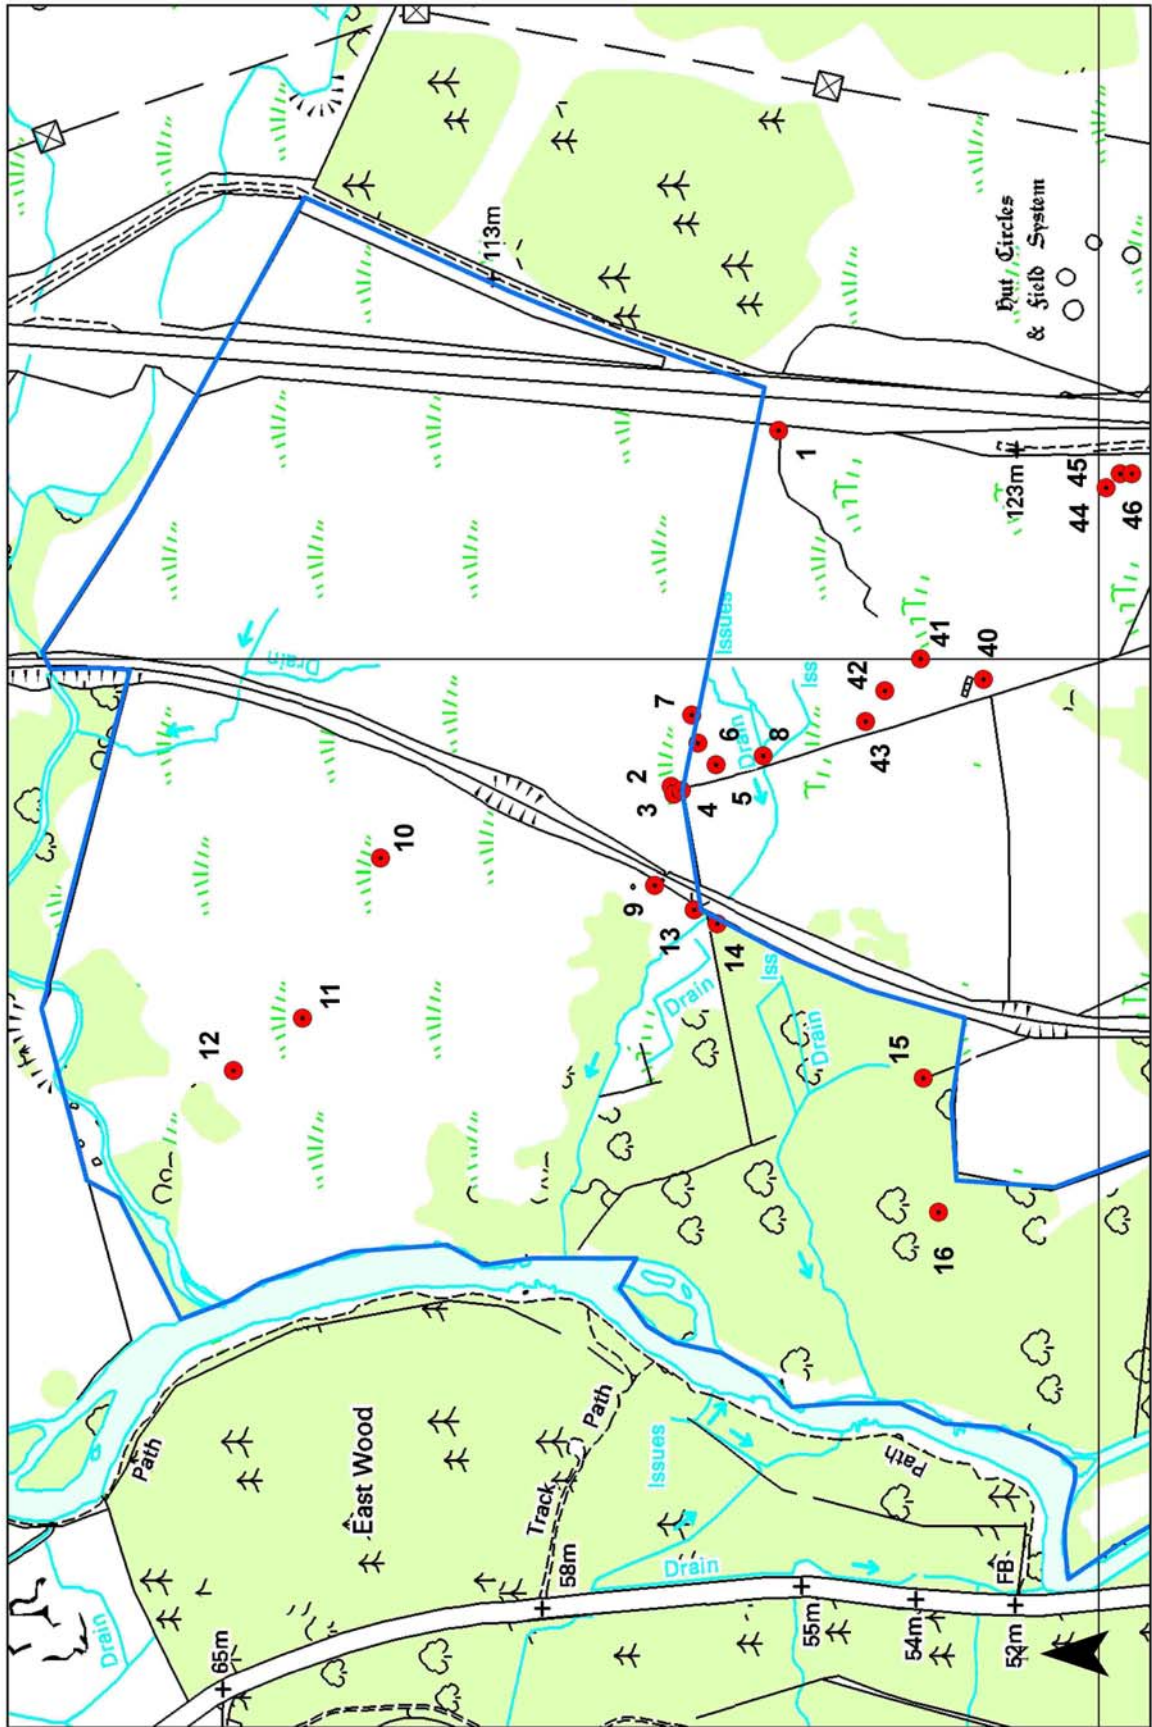 113m
Hut Circles
& Field System
1
123m
45
44
46
Drain
Issues
Iss
41
42
40
43
7
6
Drain
8
5
2
3
4
9
10
13
14
11
12
Drain
Iss
Drain
15
16
Path
East Wood
Track
Path
58m
Issues
Path
Drain
FB
Drain
65m
55m
54m
52m